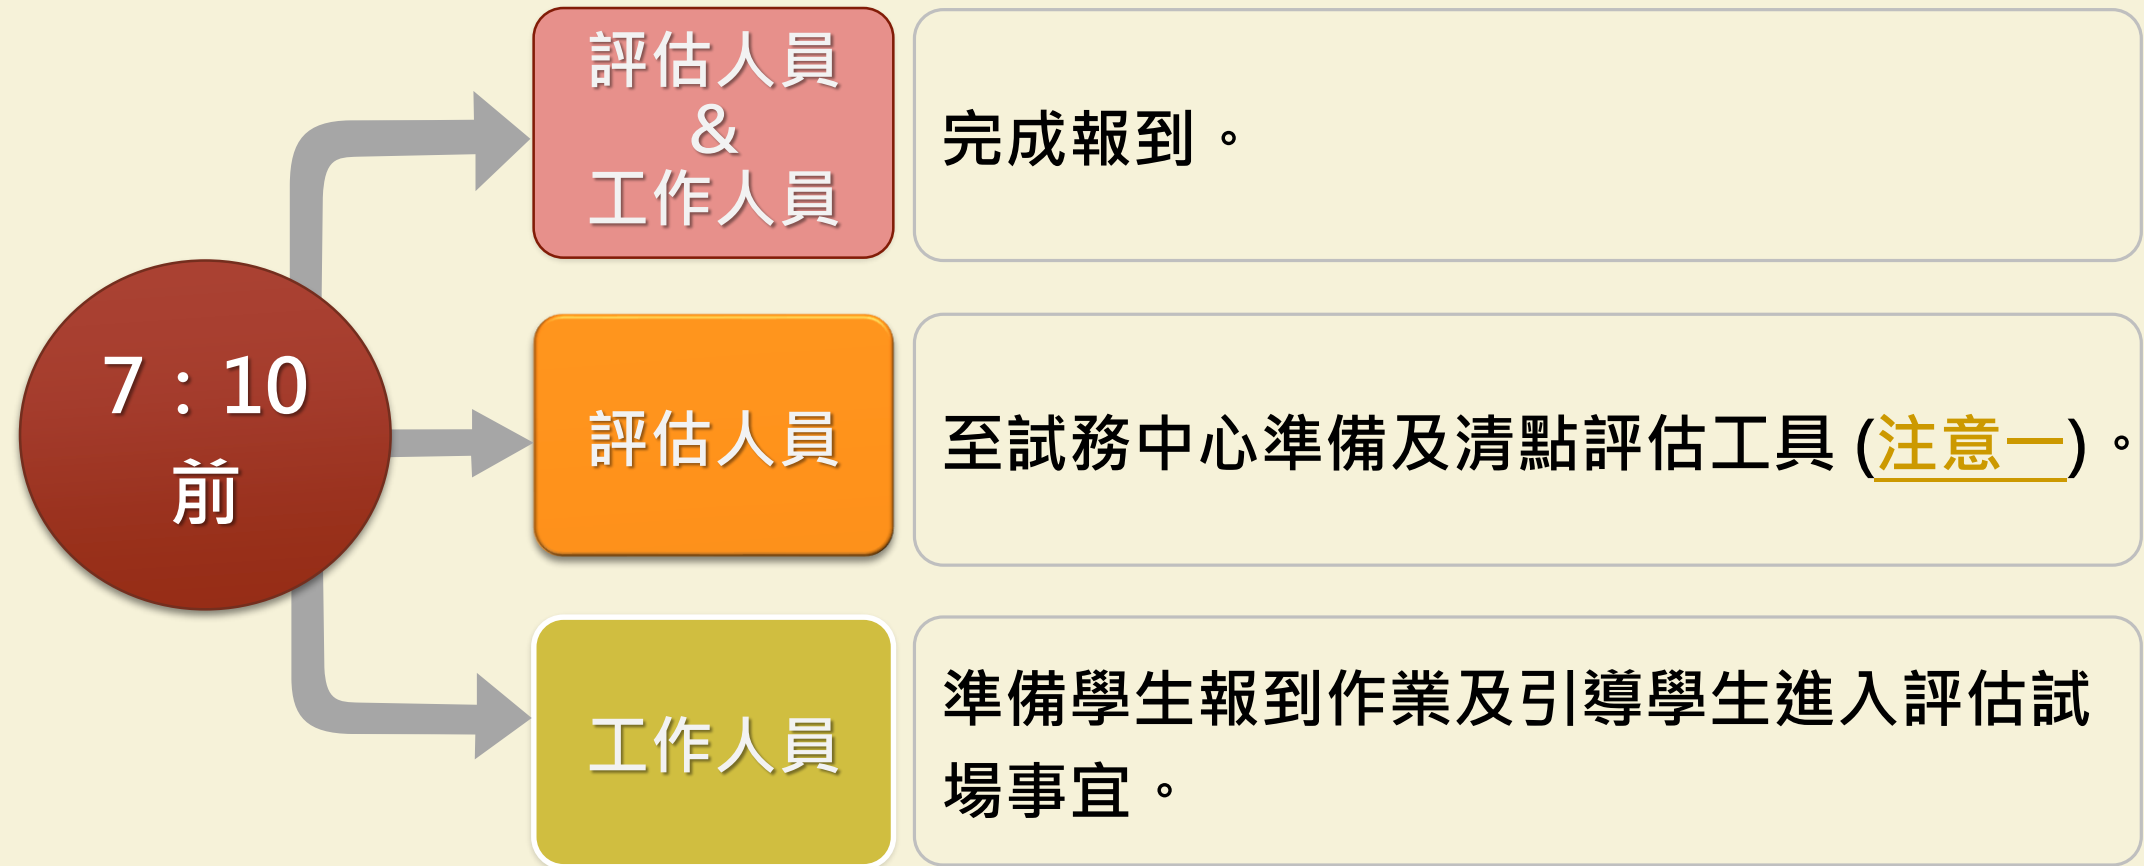 7：10
前
評估人員
&
工作人員
完成報到。
評估人員
至試務中心準備及清點評估工具 (注意一)。
工作人員
準備學生報到作業及引導學生進入評估試
場事宜。